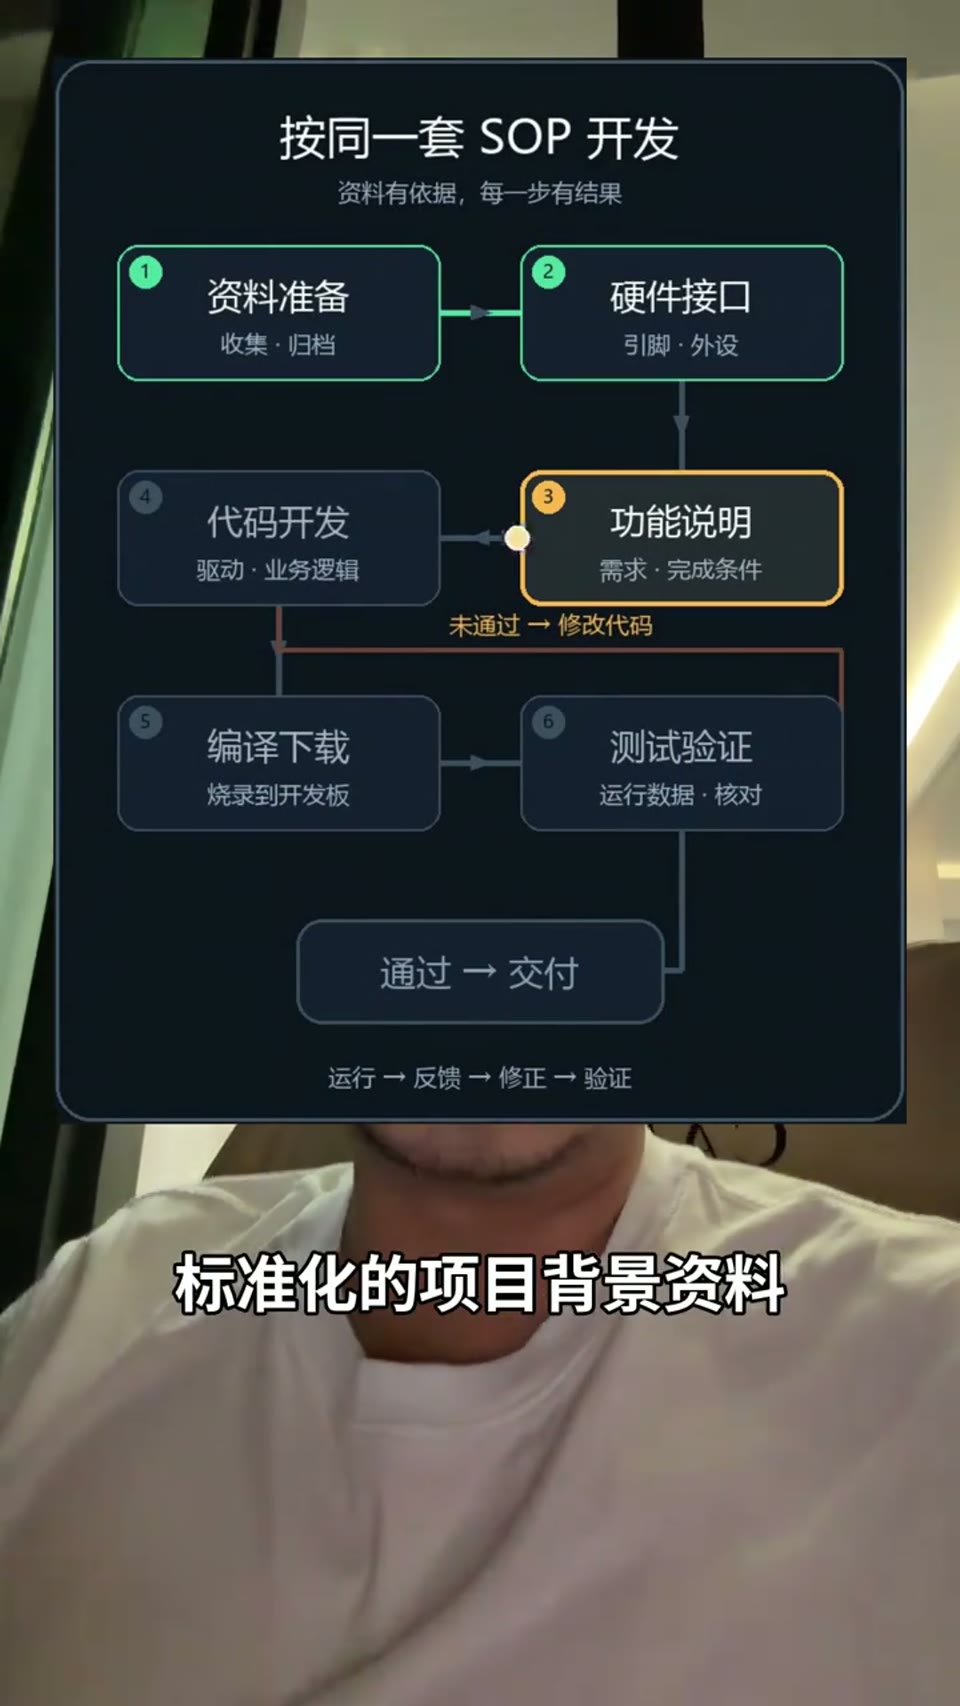 按同一套 SOP 开发
资料有依据，每一步有结果
1
资料准备
收集 · 归档
2
硬件接口
引脚 · 外设
3
功能说明
需求 · 完成条件
4
代码开发
驱动 · 业务逻辑
未通过 → 修改代码
5
编译下载
烧录到开发板
6
测试验证
运行数据 · 核对
通过 → 交付
运行 → 反馈 → 修正 → 验证
标准化的项目背景资料